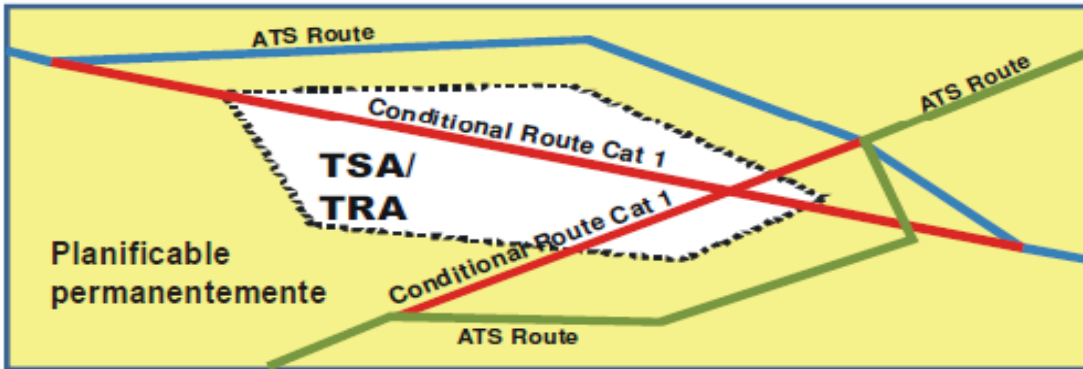 ATS Route
ATS Route
Conditional Route Cat 1
TSA/
TRA
Conditional Route Cat 1
Planificable
permanentemente
ATS Route